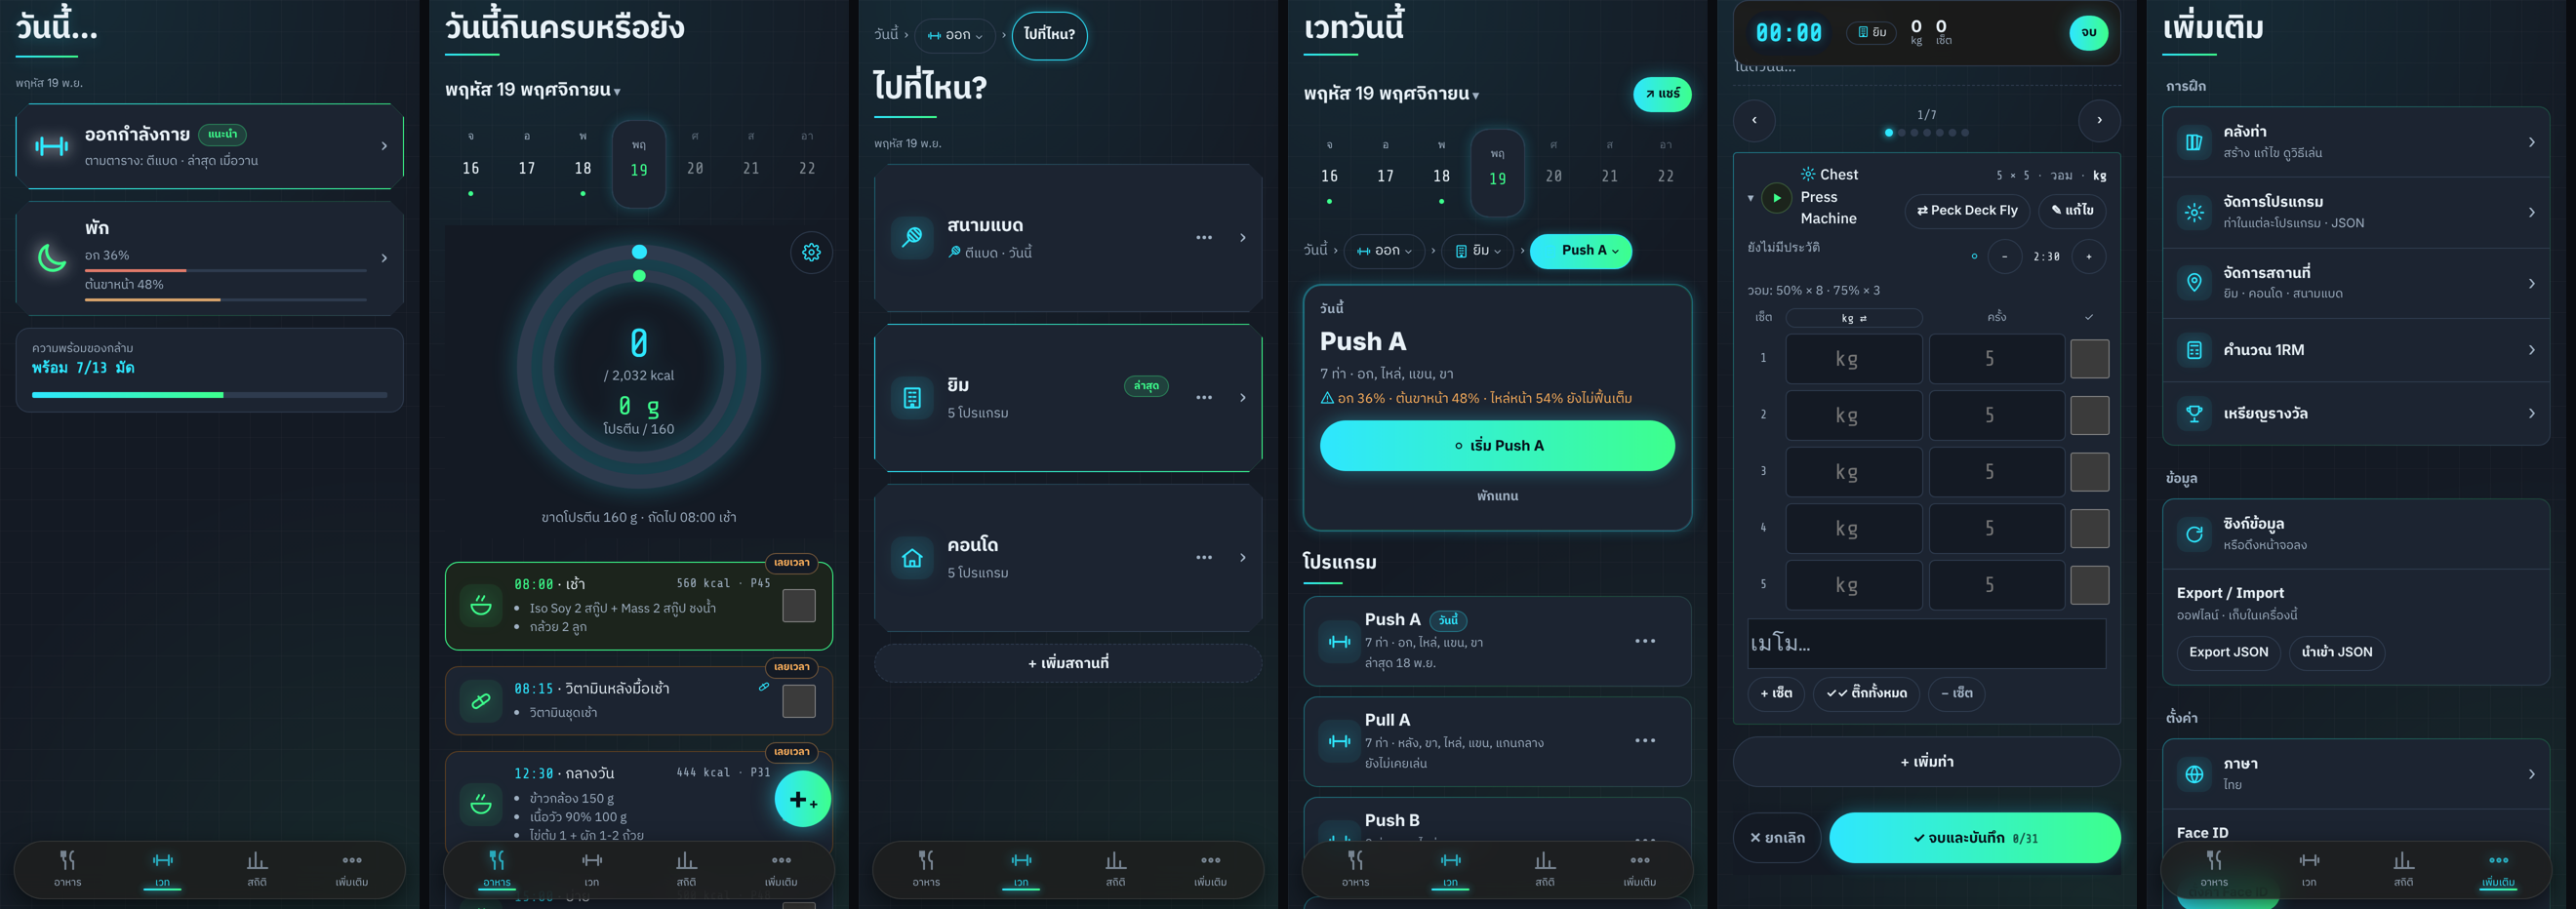 วันนี้...
พฤหัส 19 พ.ย.
ออกกำลังกาย แนะนำ
ตามตาราง: ตีแบด · ล่าสุด เมื่อวาน
พัก
อก 36%
ต้นขาหน้า 48%
ความพร้อมของกล้าม
พร้อม 7/13 มัด
อาหาร เวท สถิติ เพิ่มเติม
วันนี้กินครบหรือยัง
พฤหัส 19 พฤศจิกายน ▾
จ อ พ พฤ ศ ส อา
16 17 18 19 20 21 22
0
/ 2,032 kcal
0 g
โปรตีน / 160
ขาดโปรตีน 160 g · ถัดไป 08:00 เช้า
เลยเวลา
08:00 · เช้า 560 kcal · P45
• Iso Soy 2 สกู๊ป + Mass 2 สกู๊ป ชงน้ำ
• กล้วย 2 ลูก
เลยเวลา
08:15 · วิตามินหลังมื้อเช้า
• วิตามินชุดเช้า
เลยเวลา
12:30 · กลางวัน 444 kcal · P31
• ข้าวกล้อง 150 g
• เนื้อวัว 90% 100 g
• ไข่ต้ม 1 + ผัก 1-2 ถ้วย
++
อาหาร เวท สถิติ เพิ่มเติม
วันนี้ › ออก › ไปที่ไหน?
ไปที่ไหน?
พฤหัส 19 พ.ย.
สนามแบด
ตีแบด · วันนี้
ยิม ล่าสุด
5 โปรแกรม
คอนโด
5 โปรแกรม
+ เพิ่มสถานที่
อาหาร เวท สถิติ เพิ่มเติม
เวทวันนี้
พฤหัส 19 พฤศจิกายน ▾ ↗ แชร์
จ อ พ พฤ ศ ส อา
16 17 18 19 20 21 22
วันนี้ › ออก › ยิม › Push A
วันนี้
Push A
7 ท่า · อก, ไหล่, แขน, ขา
⚠ อก 36% · ต้นขาหน้า 48% · ไหล่หน้า 54% ยังไม่ฟื้นเต็ม
เริ่ม Push A
พักแทน
โปรแกรม
Push A วันนี้
7 ท่า · อก, ไหล่, แขน, ขา
ล่าสุด 18 พ.ย.
Pull A
7 ท่า · หลัง, ขา, ไหล่, แขน, แกนกลาง
ยังไม่เคยเล่น
Push B
อาหาร เวท สถิติ เพิ่มเติม
00:00 ยิม 0 kg 0 เซ็ต จบ
‹ 1/7 ›
Chest Press Machine 5 × 5 · วอม · kg
⇄ Peck Deck Fly ✎ แก้ไข
ยังไม่มีประวัติ − 2:30 +
วอม: 50% × 8 · 75% × 3
เซ็ต kg ⇄ ครั้ง ✓
1 kg 5
2 kg 5
3 kg 5
4 kg 5
5 kg 5
เมโม...
+ เซ็ต ✓✓ ติ๊กทั้งหมด − เซ็ต
+ เพิ่มท่า
✕ ยกเลิก ✓ จบและบันทึก 0/31
เพิ่มเติม
การฝึก
คลังท่า
สร้าง แก้ไข ดูวิธีเล่น
จัดการโปรแกรม
ท่าในแต่ละโปรแกรม · JSON
จัดการสถานที่
ยิม · คอนโด · สนามแบด
คำนวณ 1RM
เหรียญรางวัล
ข้อมูล
ซิงก์ข้อมูล
หรือดึงหน้าจอลง
Export / Import
ออฟไลน์ · เก็บในเครื่องนี้
Export JSON นำเข้า JSON
ตั้งค่า
ภาษา
ไทย
Face ID
อาหาร เวท สถิติ เพิ่มเติม